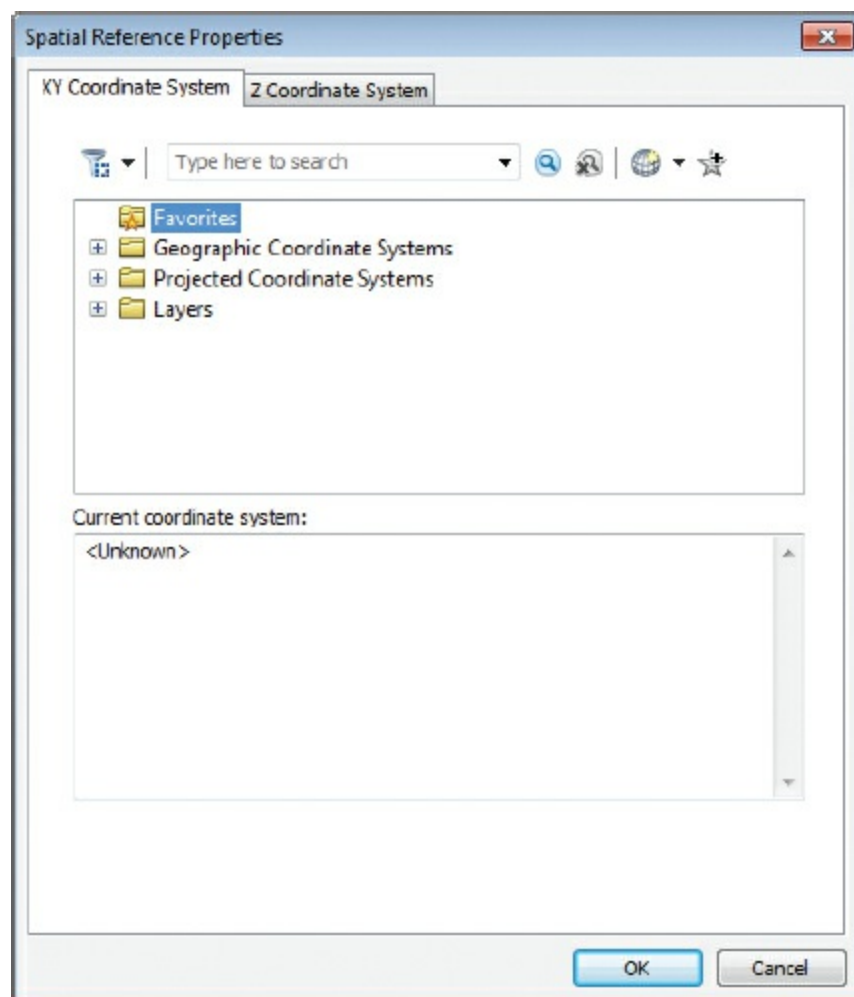 Spatial Reference Properties
XY Coordinate System Z Coordinate System
Type here to search
Favorites
Geographic Coordinate Systems
Projected Coordinate Systems
Layers
Current coordinate system:
<Unknown>
OK Cancel